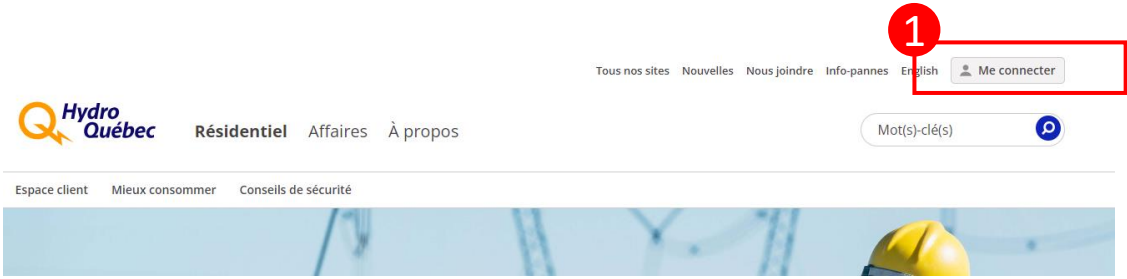 1
Tous nos sites Nouvelles Nous joindre Info-pannes English Me connecter
Hydro
Québec
Résidentiel Affaires À propos
Mot(s)-clé(s)
Espace client Mieux consommer Conseils de sécurité